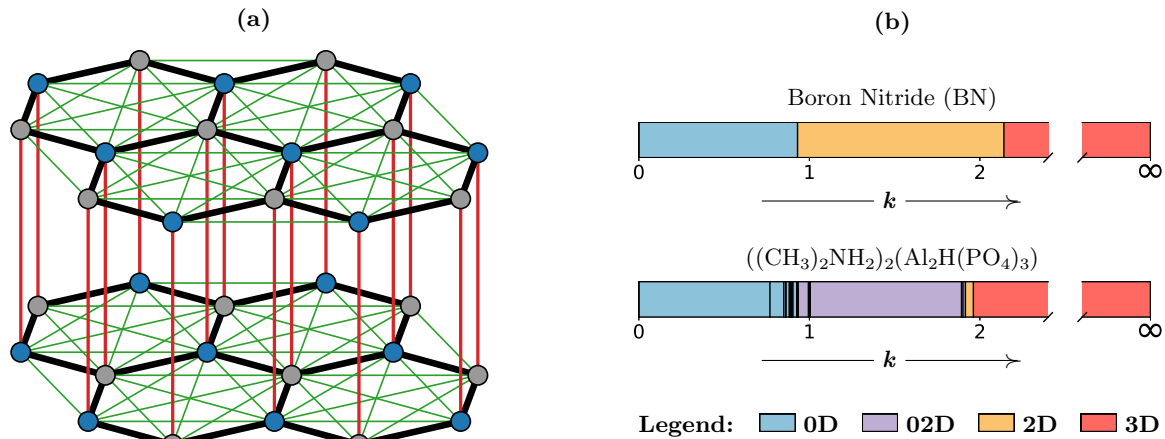 (a)
(b)
Boron Nitride (BN)
0 1 2 ∞
k
((CH₃)₂NH₂)₂(Al₂H(PO₄)₃)
0 1 2 ∞
k
Legend: 0D 02D 2D 3D